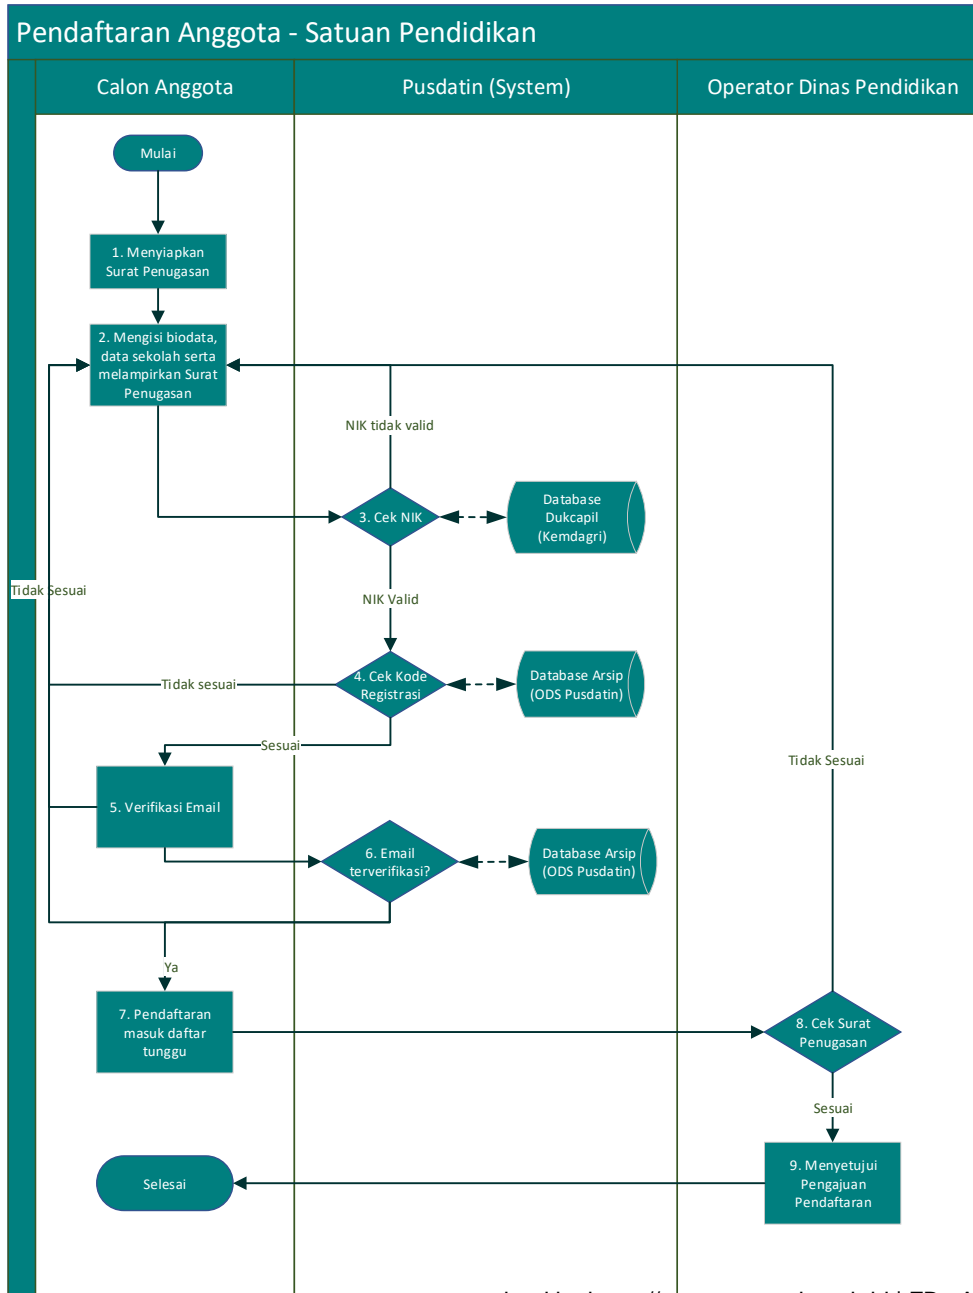 Pendaftaran Anggota - Satuan Pendidikan
Calon Anggota
Pusdatin (System)
Operator Dinas Pendidikan
Mulai
1. Menyiapkan
Surat Penugasan
2. Mengisi biodata,
data sekolah serta
melampirkan Surat
Penugasan
NIK tidak valid
3. Cek NIK
Database
Dukcapil
(Kemdagri)
Tidak Sesuai
NIK Valid
4. Cek Kode
Registrasi
Database Arsip
(ODS Pusdatin)
Tidak sesuai
Sesuai
Tidak Sesuai
5. Verifikasi Email
6. Email
terverifikasi?
Database Arsip
(ODS Pusdatin)
Ya
7. Pendaftaran
masuk daftar
tunggu
8. Cek Surat
Penugasan
Sesuai
9. Menyetujui
Pengajuan
Pendaftaran
Selesai